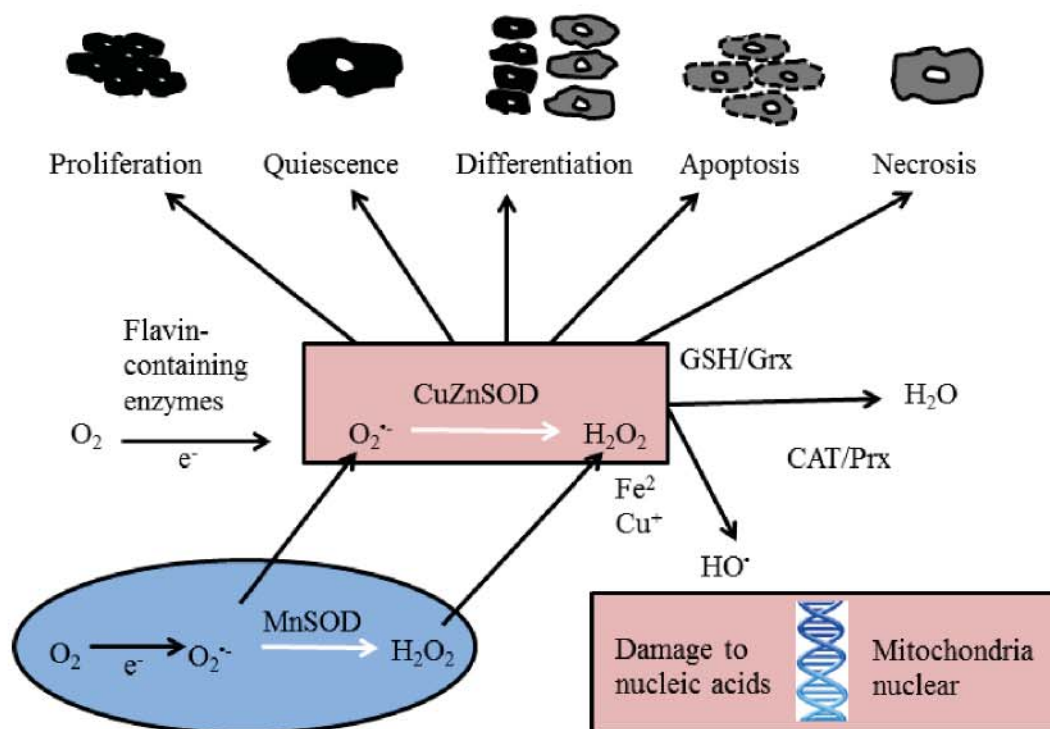 Proliferation
Quiescence
Differentiation
Apoptosis
Necrosis
Flavin-
containing
enzymes
O₂
e⁻
CuZnSOD
O₂•⁻
H₂O₂
GSH/Grx
H₂O
CAT/Prx
Fe²
Cu⁺
HO•
MnSOD
O₂
e⁻
O₂•⁻
H₂O₂
Damage to
nucleic acids
Mitochondria
nuclear